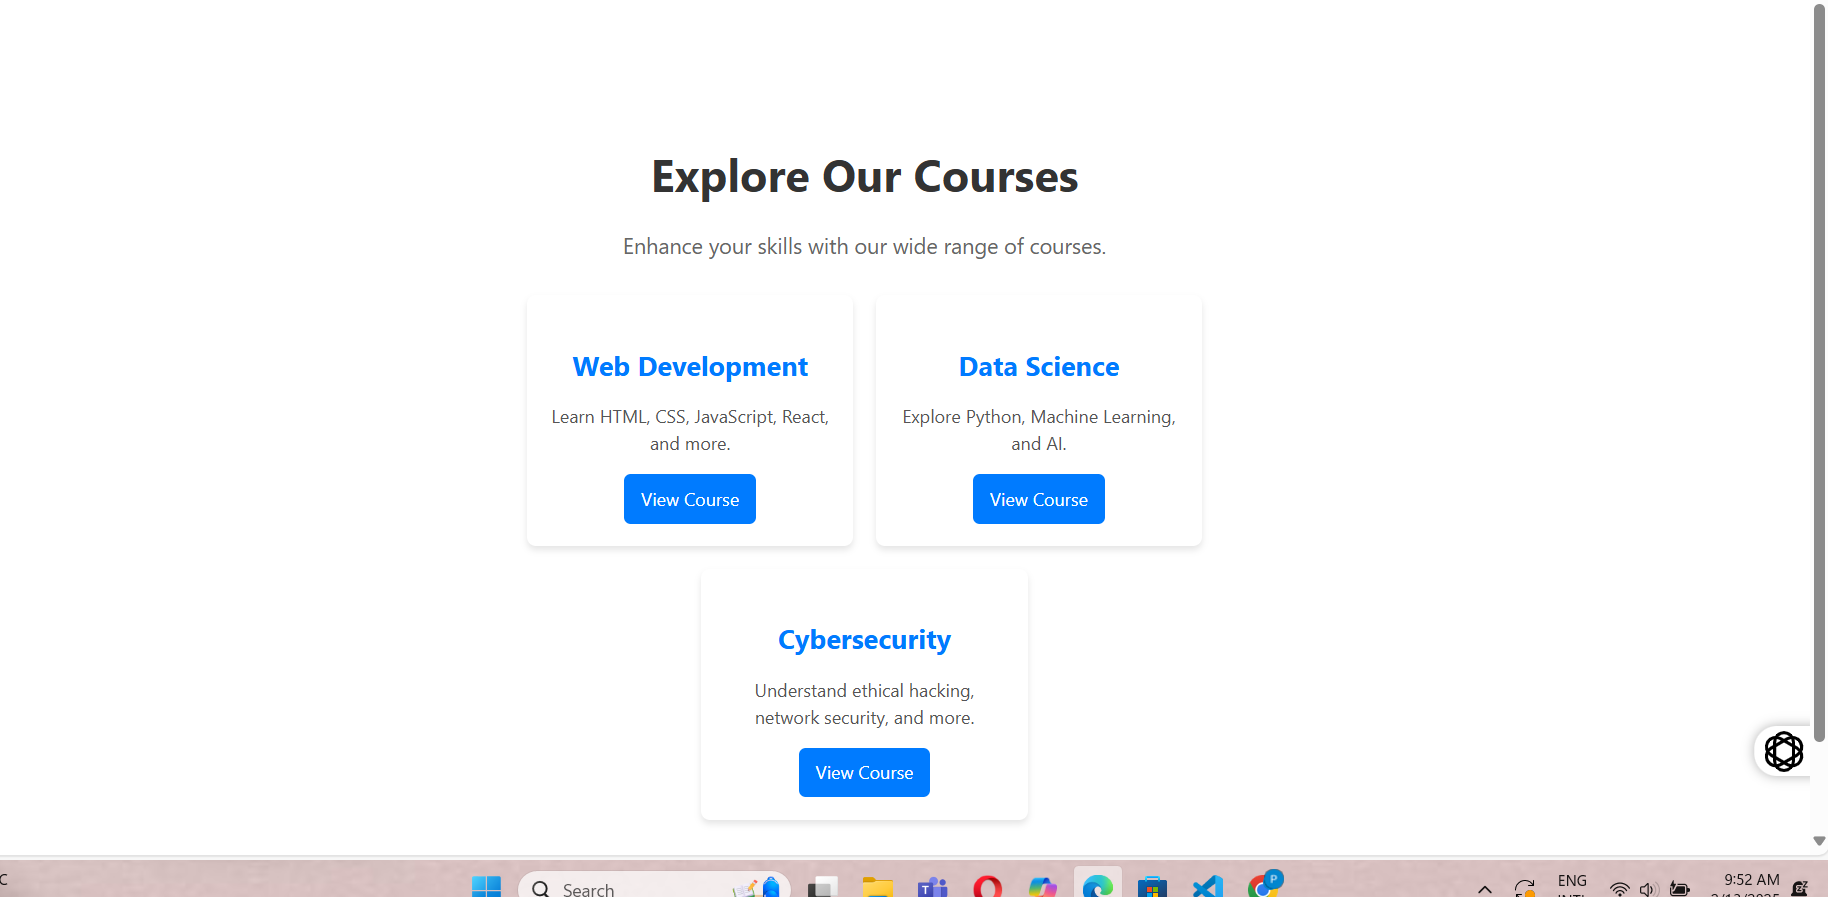 Explore Our Courses
Enhance your skills with our wide range of courses.
Web Development
Learn HTML, CSS, JavaScript, React,
and more.
View Course
Data Science
Explore Python, Machine Learning,
and AI.
View Course
Cybersecurity
Understand ethical hacking,
network security, and more.
View Course
C
Search
T
P
ENG
9:52 AM